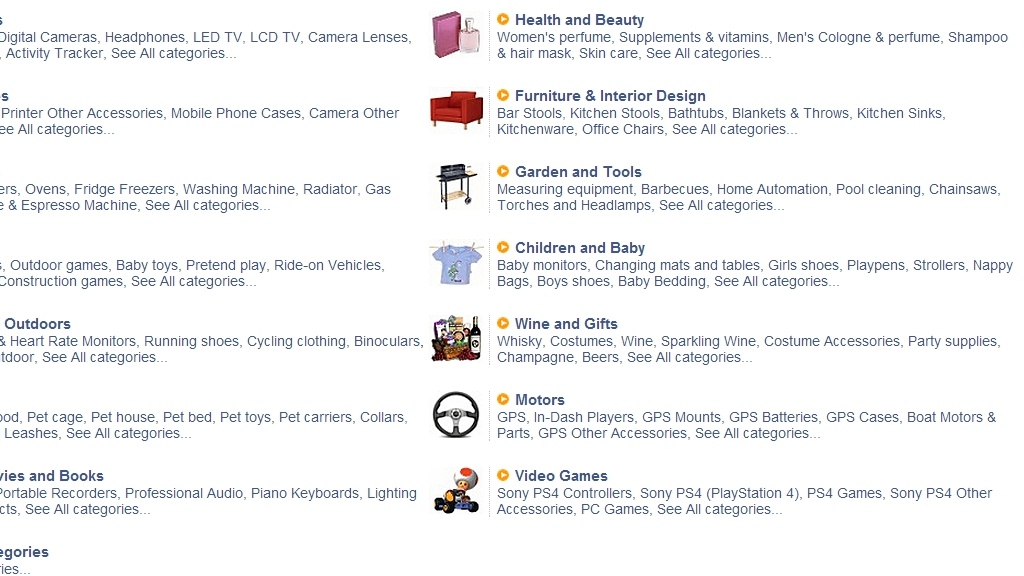 s
Digital Cameras, Headphones, LED TV, LCD TV, Camera Lenses,
, Activity Tracker, See All categories...
es
Printer Other Accessories, Mobile Phone Cases, Camera Other
ee All categories...
ers, Ovens, Fridge Freezers, Washing Machine, Radiator, Gas
e & Espresso Machine, See All categories...
s, Outdoor games, Baby toys, Pretend play, Ride-on Vehicles,
Construction games, See All categories...
Outdoors
& Heart Rate Monitors, Running shoes, Cycling clothing, Binoculars,
tdoor, See All categories...
ood, Pet cage, Pet house, Pet bed, Pet toys, Pet carriers, Collars,
Leashes, See All categories...
vies and Books
Portable Recorders, Professional Audio, Piano Keyboards, Lighting
cts, See All categories...
egories
ries...
Health and Beauty
Women's perfume, Supplements & vitamins, Men's Cologne & perfume, Shampoo
& hair mask, Skin care, See All categories...
Furniture & Interior Design
Bar Stools, Kitchen Stools, Bathtubs, Blankets & Throws, Kitchen Sinks,
Kitchenware, Office Chairs, See All categories...
Garden and Tools
Measuring equipment, Barbecues, Home Automation, Pool cleaning, Chainsaws,
Torches and Headlamps, See All categories...
Children and Baby
Baby monitors, Changing mats and tables, Girls shoes, Playpens, Strollers, Nappy
Bags, Boys shoes, Baby Bedding, See All categories...
Wine and Gifts
Whisky, Costumes, Wine, Sparkling Wine, Costume Accessories, Party supplies,
Champagne, Beers, See All categories...
Motors
GPS, In-Dash Players, GPS Mounts, GPS Batteries, GPS Cases, Boat Motors &
Parts, GPS Other Accessories, See All categories...
Video Games
Sony PS4 Controllers, Sony PS4 (PlayStation 4), PS4 Games, Sony PS4 Other
Accessories, PC Games, See All categories...